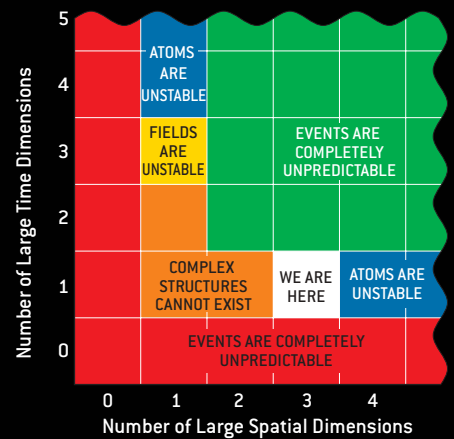 5
4
3
2
1
0
Number of Large Time Dimensions
ATOMS
ARE
UNSTABLE
FIELDS
ARE
UNSTABLE
EVENTS ARE
COMPLETELY
UNPREDICTABLE
COMPLEX
STRUCTURES
CANNOT EXIST
WE ARE
HERE
ATOMS ARE
UNSTABLE
EVENTS ARE COMPLETELY
UNPREDICTABLE
0 1 2 3 4
Number of Large Spatial Dimensions